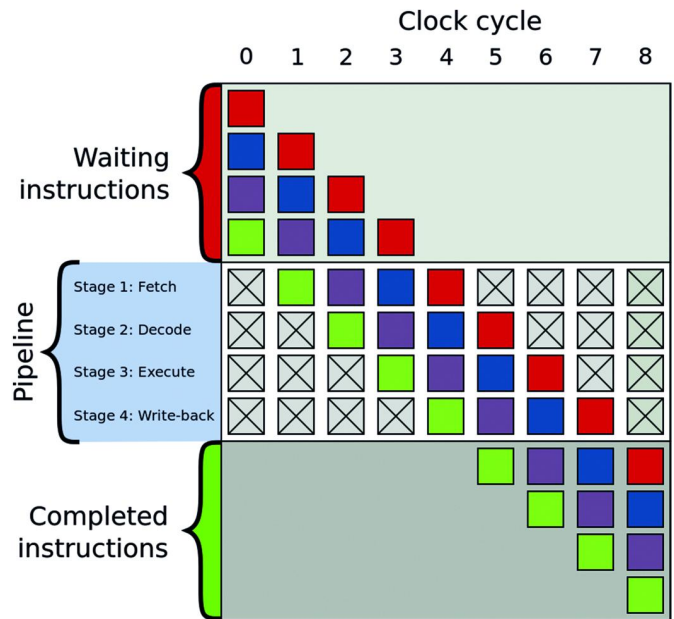 Clock cycle
0 1 2 3 4 5 6 7 8
Waiting
instructions
Pipeline
Stage 1: Fetch
Stage 2: Decode
Stage 3: Execute
Stage 4: Write-back
Completed
instructions